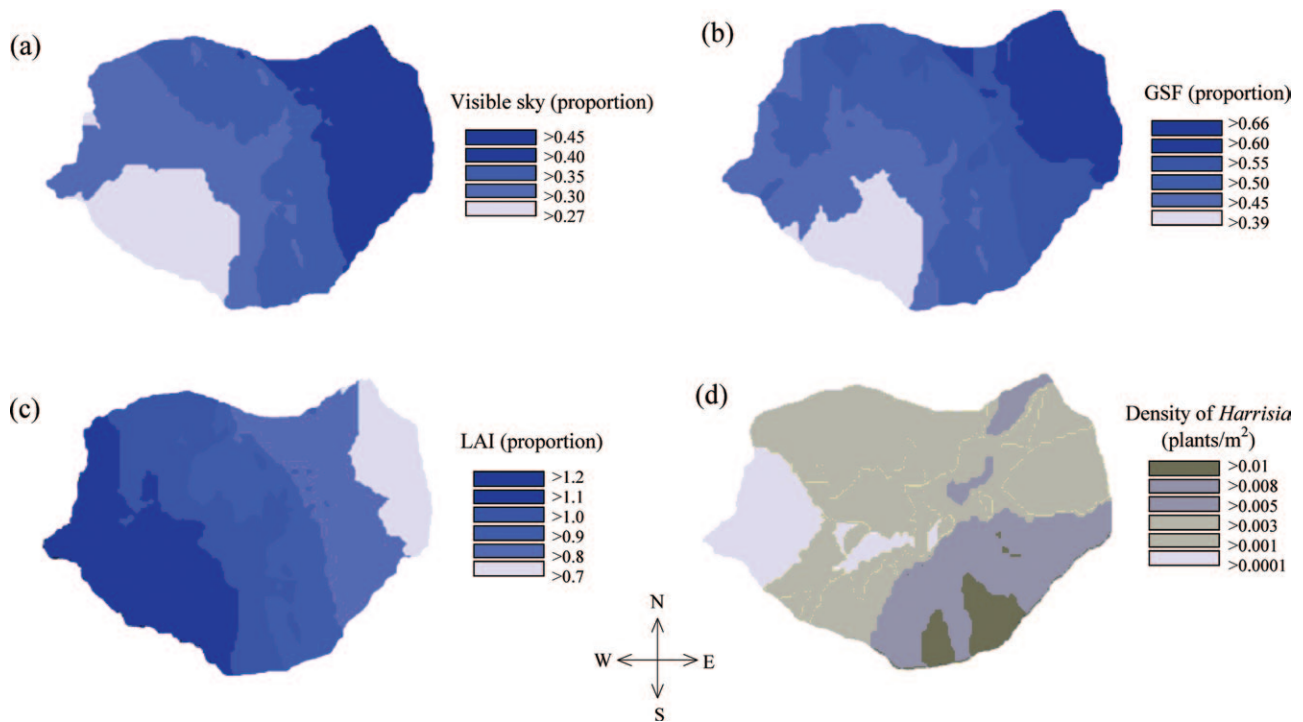 (a)
Visible sky (proportion)
>0.45
>0.40
>0.35
>0.30
>0.27
(b)
GSF (proportion)
>0.66
>0.60
>0.55
>0.50
>0.45
>0.39
(c)
LAI (proportion)
>1.2
>1.1
>1.0
>0.9
>0.8
>0.7
(d)
Density of Harrisia
(plants/m²)
>0.01
>0.008
>0.005
>0.003
>0.001
>0.0001
N
W E
S